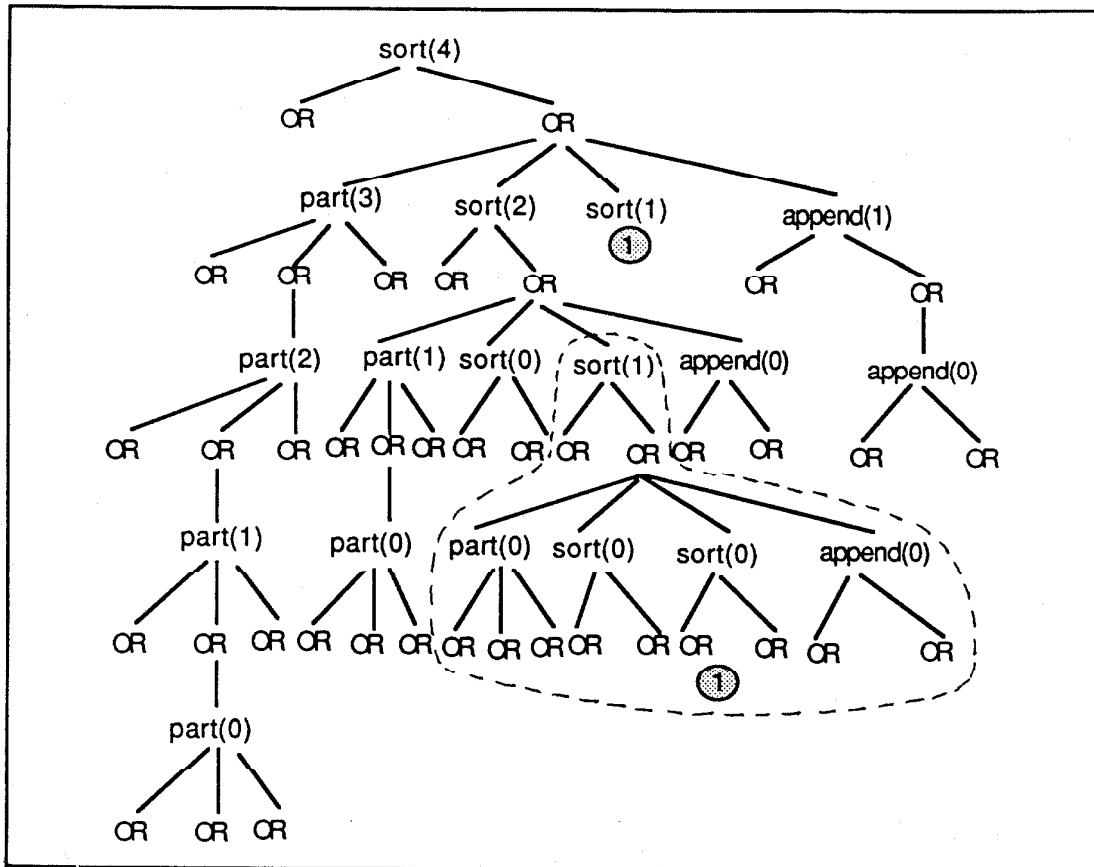 sort(4)
OR OR
part(3) sort(2) sort(1) append(1)
1
OR OR OR OR OR OR OR
part(2) part(1) sort(0) sort(1) append(0) append(0)
OR OR OR OR OR OR OR OR OR OR OR OR OR OR
part(1) part(0) part(0) sort(0) sort(0) append(0)
OR OR OR OR OR OR OR OR OR OR OR OR OR OR OR
1
part(0)
OR OR OR